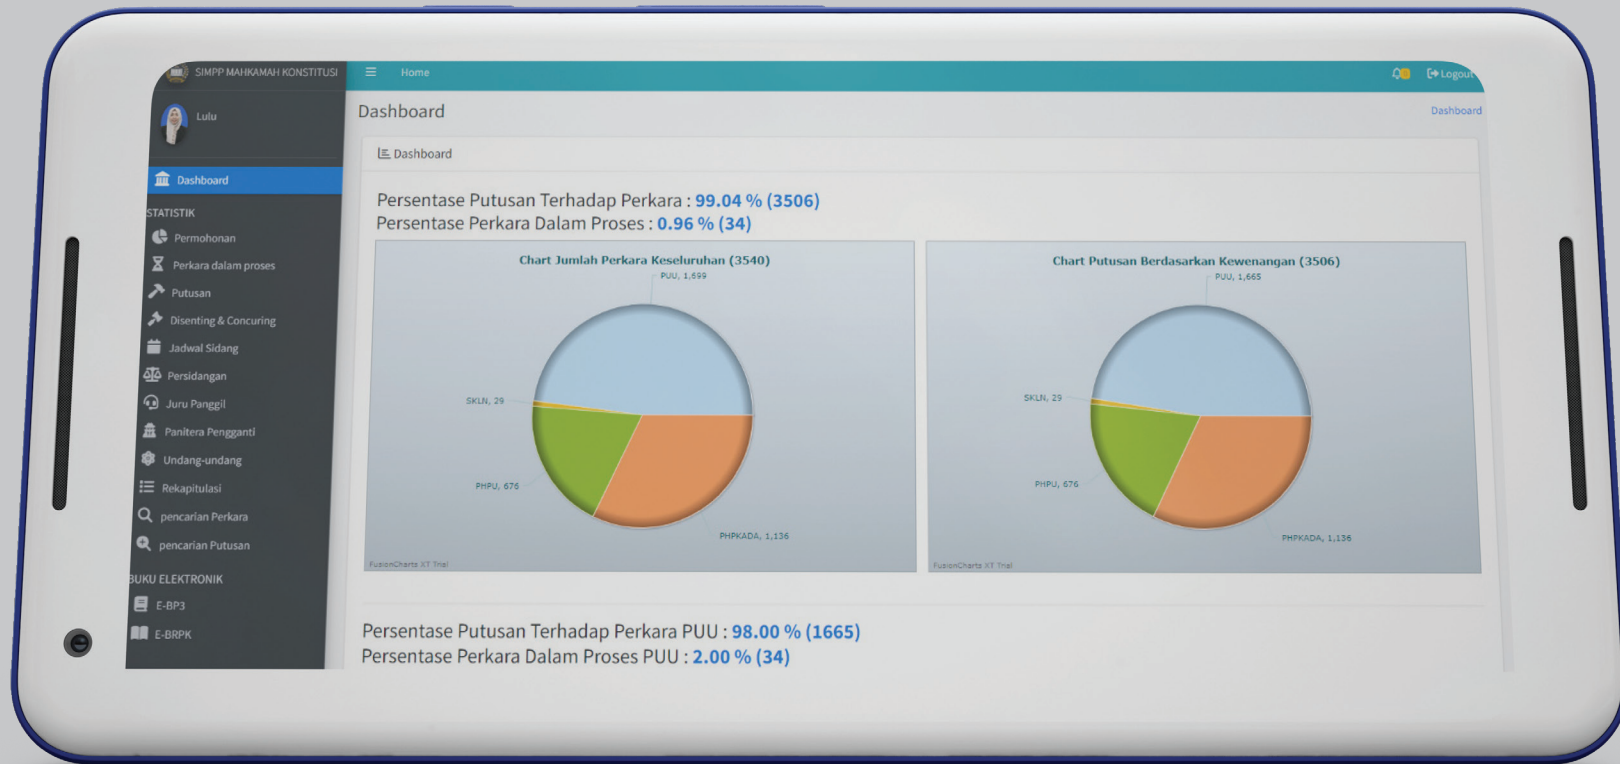 SIMPP MAHKAMAH KONSTITUSI
Home
Logout
Lulu
Dashboard
Dashboard
Dashboard
Dashboard
STATISTIK
Permohonan
Perkara dalam proses
Putusan
Disenting & Concuring
Jadwal Sidang
Persidangan
Juru Panggil
Panitera Pengganti
Undang-undang
Rekapitulasi
pencarian Perkara
pencarian Putusan
BUKU ELEKTRONIK
E-BP3
E-BRPK
Persentase Putusan Terhadap Perkara : 99.04 % (3506)
Persentase Perkara Dalam Proses : 0.96 % (34)
Chart Jumlah Perkara Keseluruhan (3540)
PUU, 1,699
SKLN, 29
PHPU, 676
PHPKADA, 1,136
FusionCharts XT Trial
Chart Putusan Berdasarkan Kewenangan (3506)
PUU, 1,665
SKLN, 29
PHPU, 676
PHPKADA, 1,136
FusionCharts XT Trial
Persentase Putusan Terhadap Perkara PUU : 98.00 % (1665)
Persentase Perkara Dalam Proses PUU : 2.00 % (34)